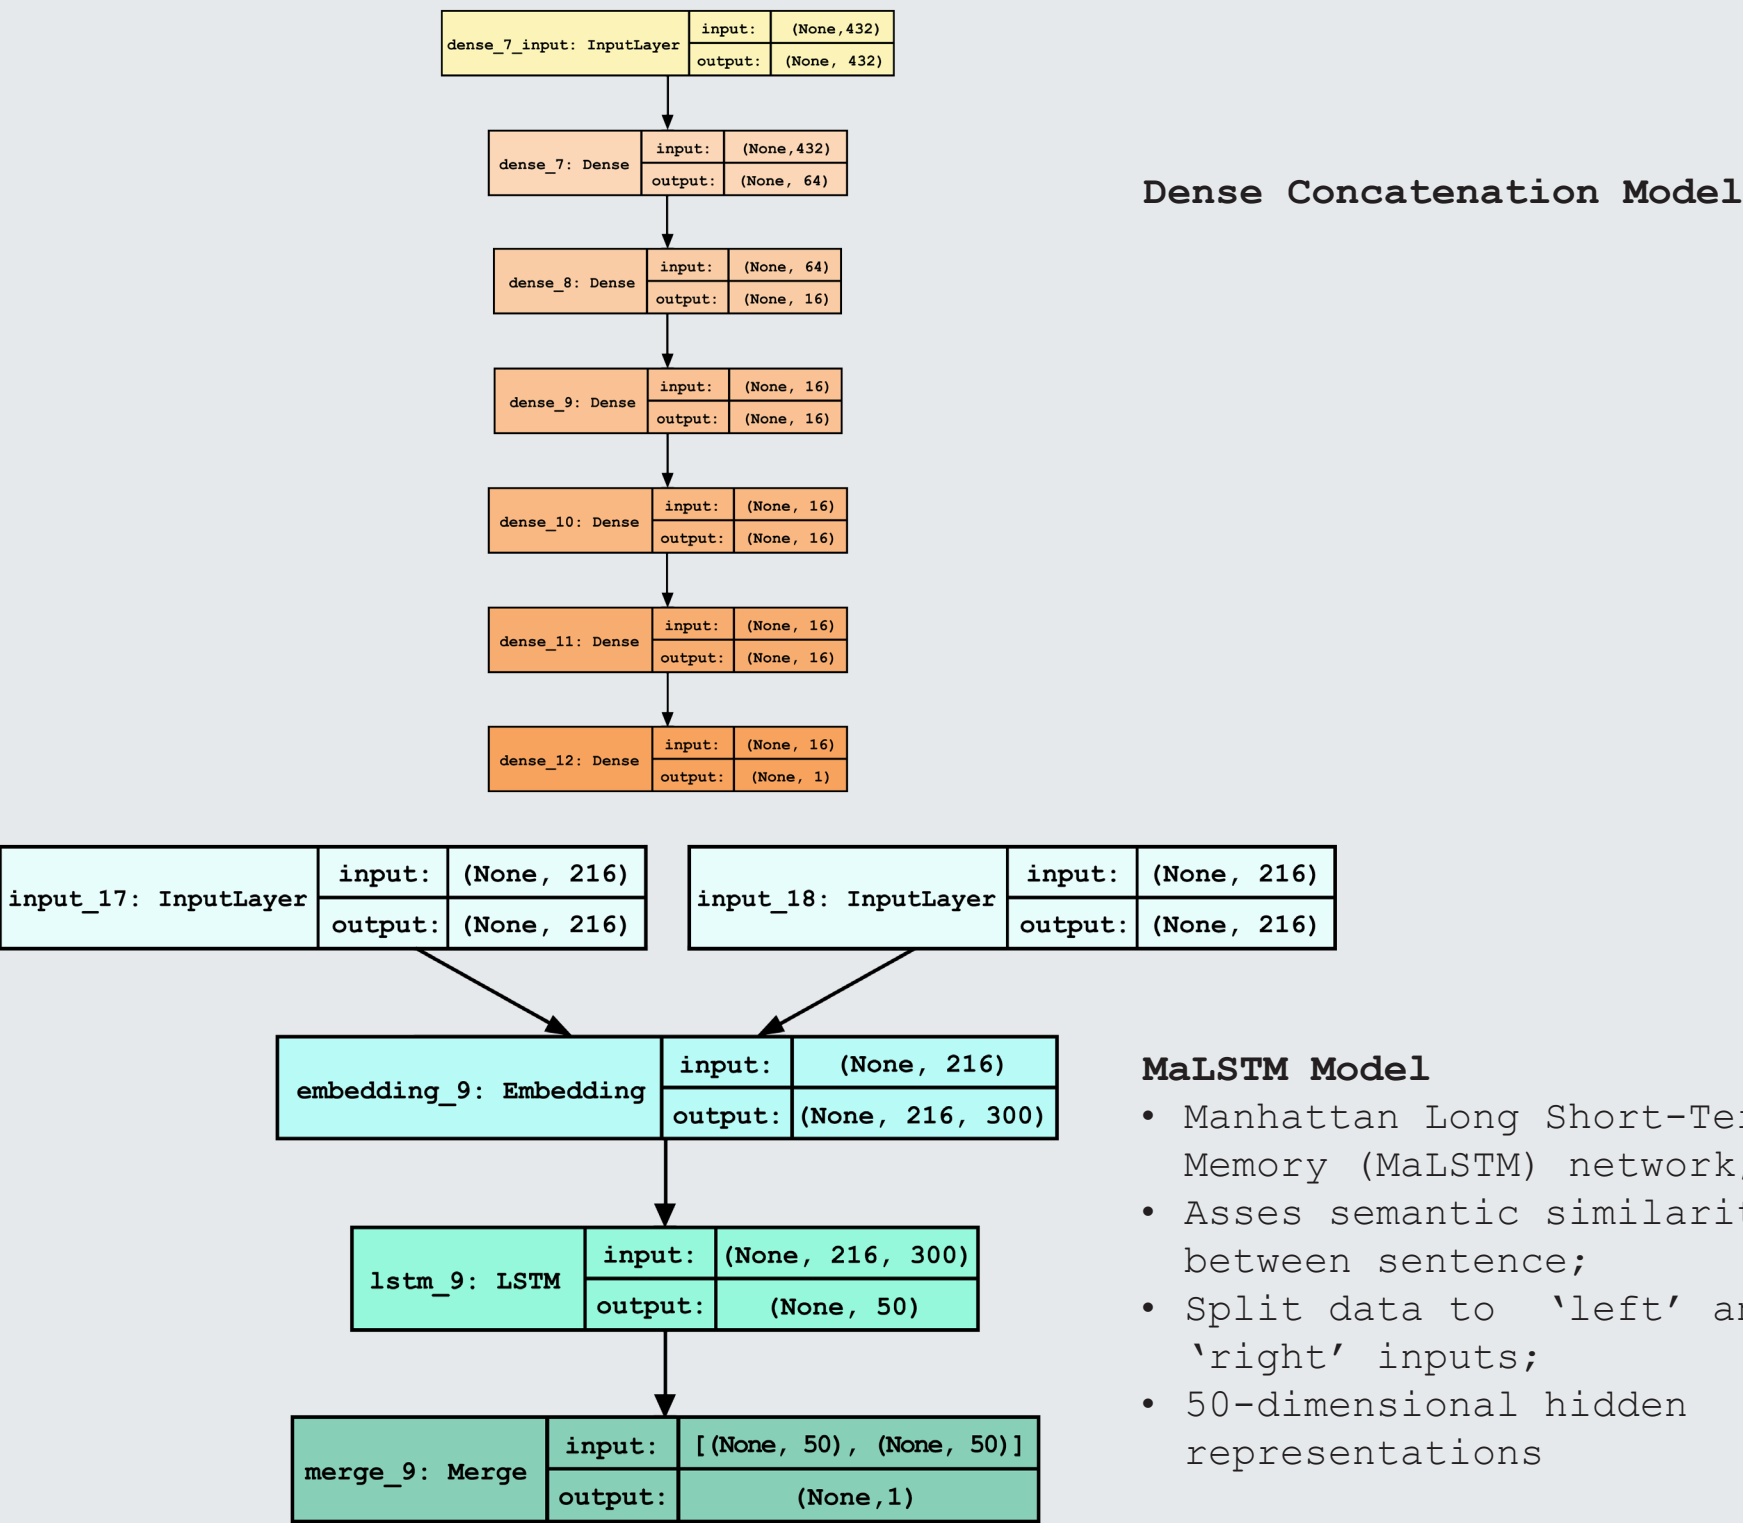 dense_7_input: InputLayer
input: (None,432)
output: (None, 432)
dense_7: Dense
input: (None,432)
output: (None, 64)
Dense Concatenation Model
dense_8: Dense
input: (None, 64)
output: (None, 16)
dense_9: Dense
input: (None, 16)
output: (None, 16)
dense_10: Dense
input: (None, 16)
output: (None, 16)
dense_11: Dense
input: (None, 16)
output: (None, 16)
dense_12: Dense
input: (None, 16)
output: (None, 1)
input_17: InputLayer
input: (None, 216)
output: (None, 216)
input_18: InputLayer
input: (None, 216)
output: (None, 216)
embedding_9: Embedding
input: (None, 216)
output: (None, 216, 300)
lstm_9: LSTM
input: (None, 216, 300)
output: (None, 50)
merge_9: Merge
input: [(None, 50), (None, 50)]
output: (None,1)
MaLSTM Model
• Manhattan Long
Memory (MaLSTM) network
• Asses semantic
between sentence;
• Split data to ‘left’
‘right’ inputs;
• 50-dimensional hidden
representations